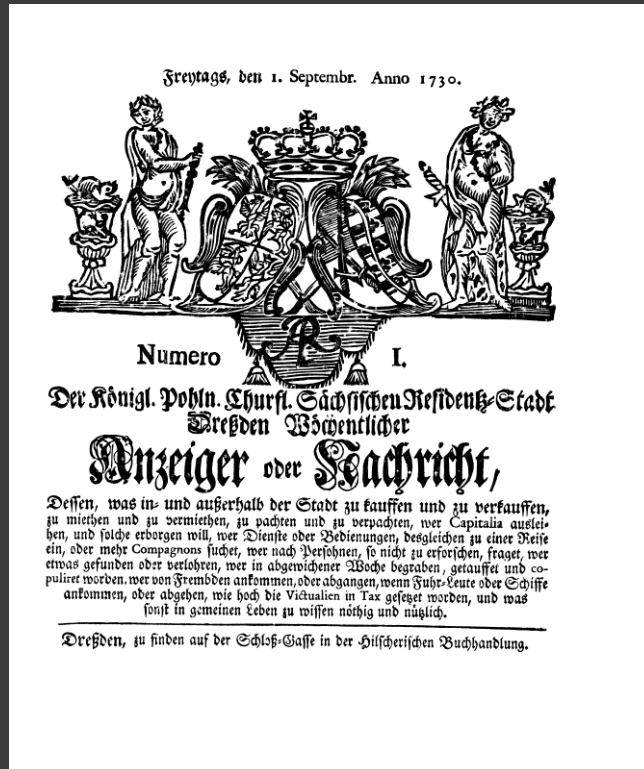 Freytags, den 1. Septembr. Anno 1730.
AR
Numero I.
Der Königl. Pohln. Churfl. Sächsischen Residentz-Stadt
Dreßden Wöchentlicher
Anzeiger oder Nachricht,
Dessen, was in- und außerhalb der Stadt zu kauffen und zu verkauffen,
zu miethen und zu vermiethen, zu pachten und zu verpachten, wer Capitalia auslei-
hen, und solche erborgen will, wer Dienste oder Bedienungen, desgleichen zu einer Reise
ein, oder mehr Compagnons suchet, wer nach Persohnen, so nicht zu erforschen, fraget, wer
etwas gefunden oder verlohren, wer in abgewichener Woche begraben, getauffet und co-
puliret worden. wer von Frembden ankommen, oder abgangen, wenn Fuhr-Leute oder Schiffe
ankommen, oder abgehen, wie hoch die Victualien in Tax gesetzet worden, und was
sonst in gemeinen Leben zu wissen nöthig und nützlich.
Dreßden, zu finden auf der Schloß-Gasse in der Hilscherischen Buchhandlung.